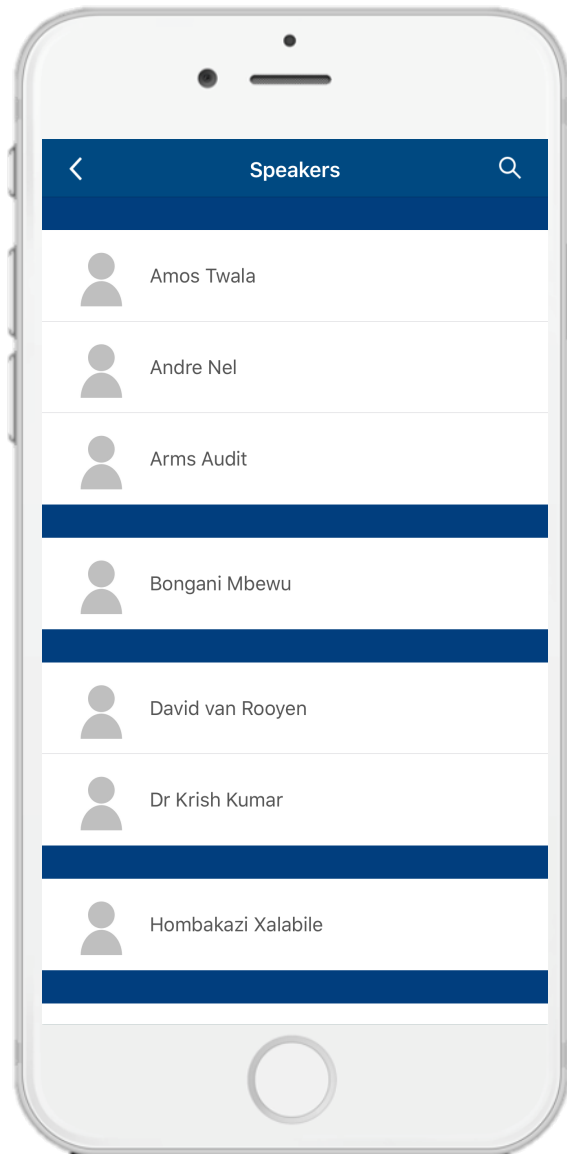 Speakers
Amos Twala
Andre Nel
Arms Audit
Bongani Mbewu
David van Rooyen
Dr Krish Kumar
Hombakazi Xalabile